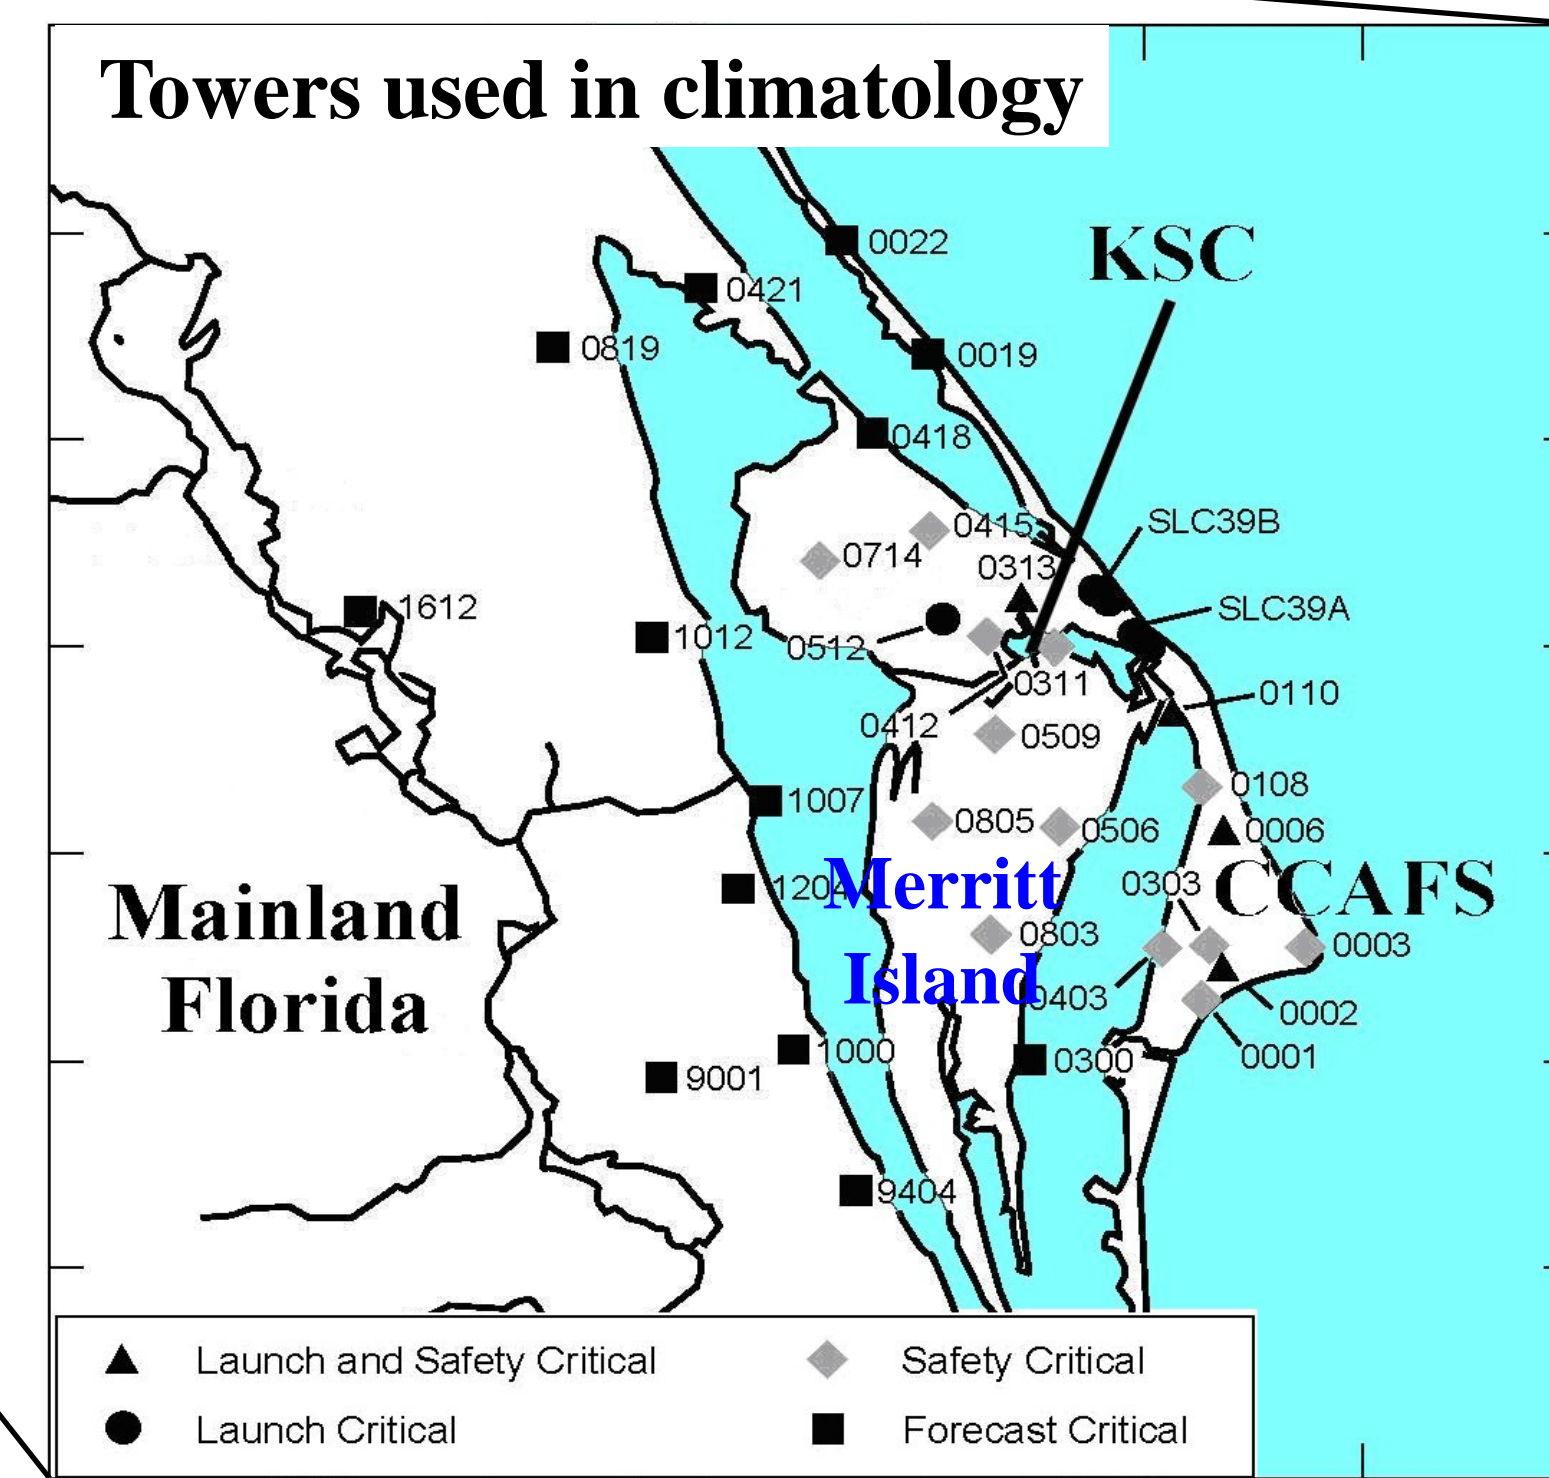 Towers used in climatology
0022
KSC
0421
0819
0019
0418
SLC39B
0415
0714
0313
1612
SLC39A
1012
0512
0311
0110
0412
0509
0108
1007
0805
0506
0006
Merritt
Island
1204
0303
CCAFS
Mainland
Florida
0803
0003
0403
0002
1000
0300
0001
9001
9404
Launch and Safety Critical
Safety Critical
Launch Critical
Forecast Critical